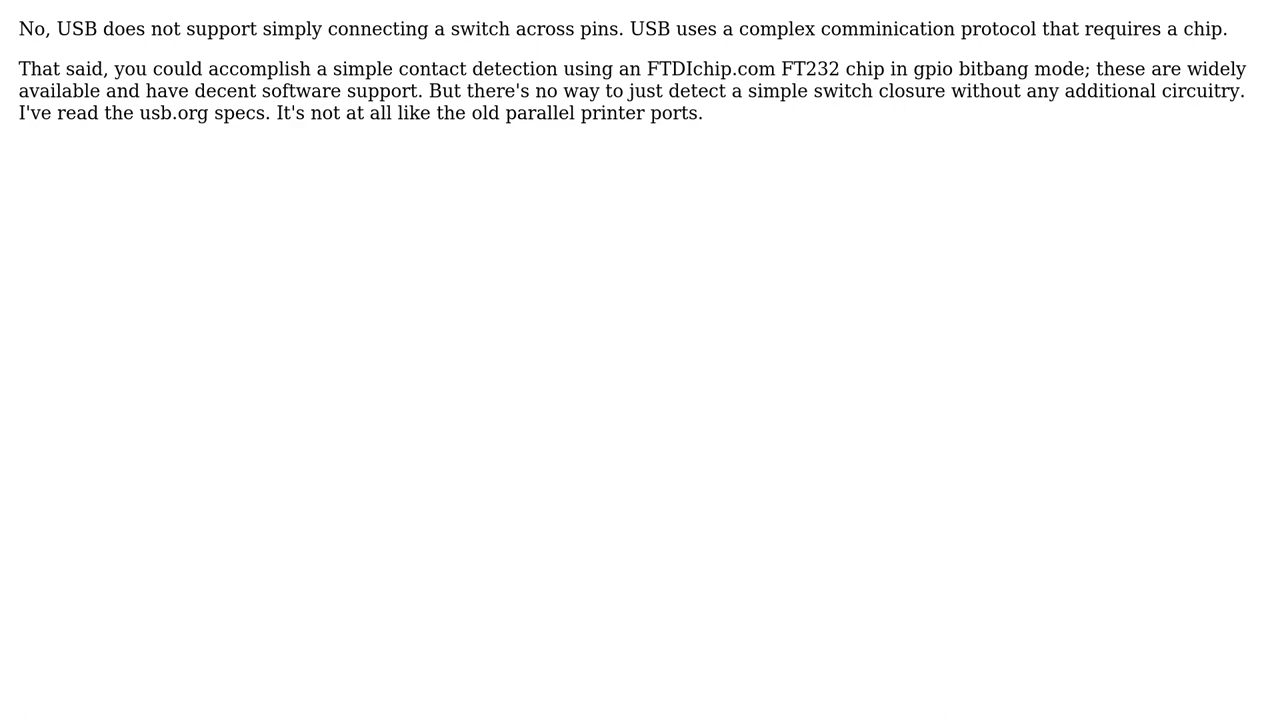 No, USB does not support simply connecting a switch across pins. USB uses a complex comminication protocol that requires a chip.
That said, you could accomplish a simple contact detection using an FTDIchip.com FT232 chip in gpio bitbang mode; these are widely
available and have decent software support. But there's no way to just detect a simple switch closure without any additional circuitry.
I've read the usb.org specs. It's not at all like the old parallel printer ports.